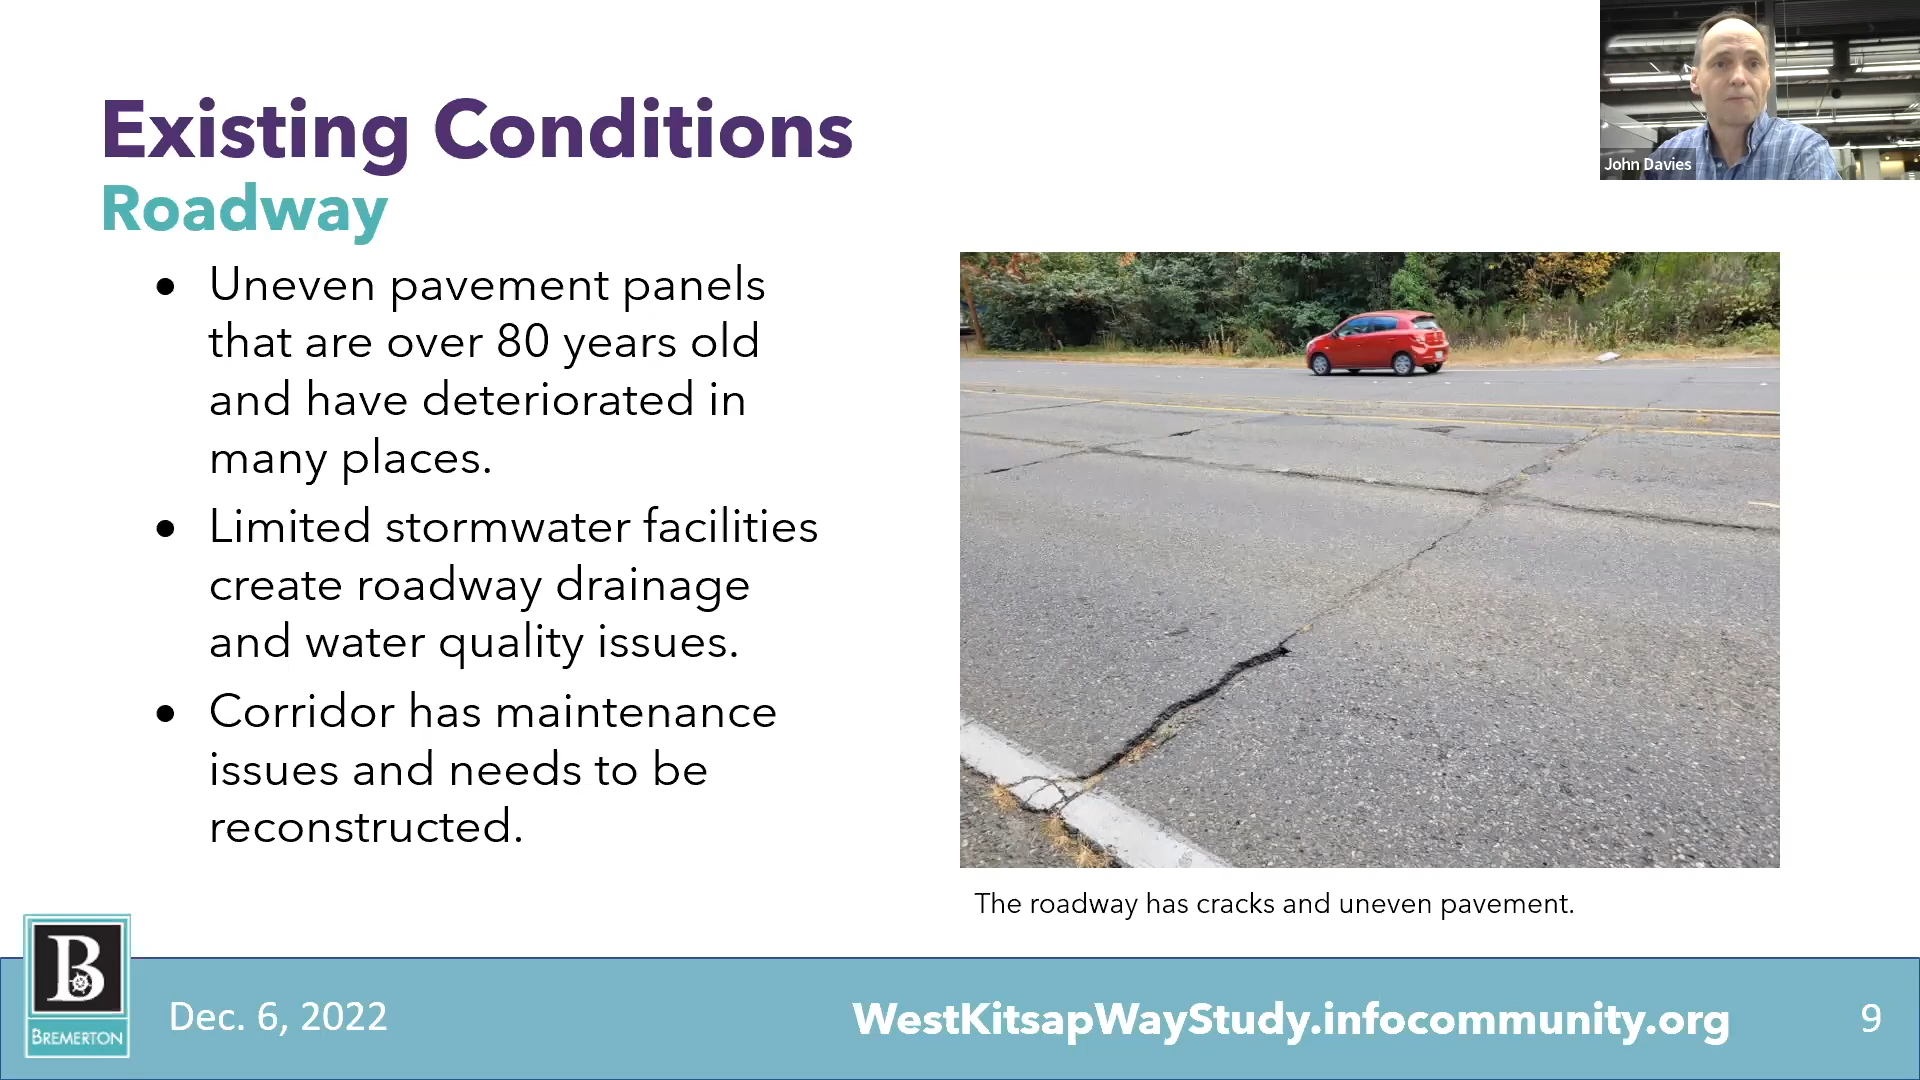 John Davies
Existing Conditions
Roadway
• Uneven pavement panels
that are over 80 years old
and have deteriorated in
many places.
• Limited stormwater facilities
create roadway drainage
and water quality issues.
• Corridor has maintenance
issues and needs to be
reconstructed.
The roadway has cracks and uneven pavement.
B
BREMERTON
Dec. 6, 2022
WestKitsapWayStudy.infocommunity.org
9